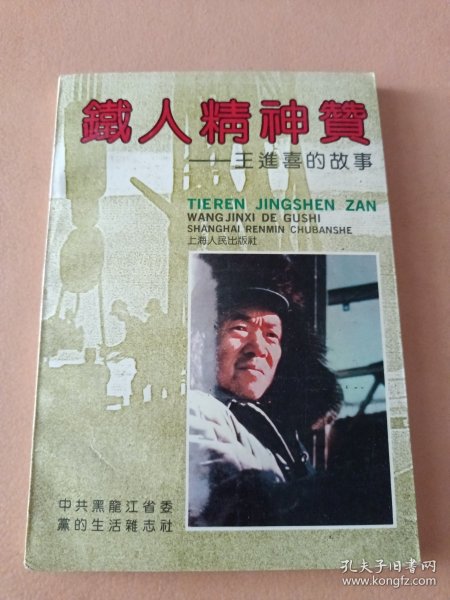 鐵人精神贊
——王進喜的故事
TIEREN JINGSHEN ZAN
WANGJINXI DE GUSHI
SHANGHAI RENMIN CHUBANSHE
上海人民出版社
中共黑龍江省委
黨的生活雜志社
孔夫子旧书网
www.kongfz.com